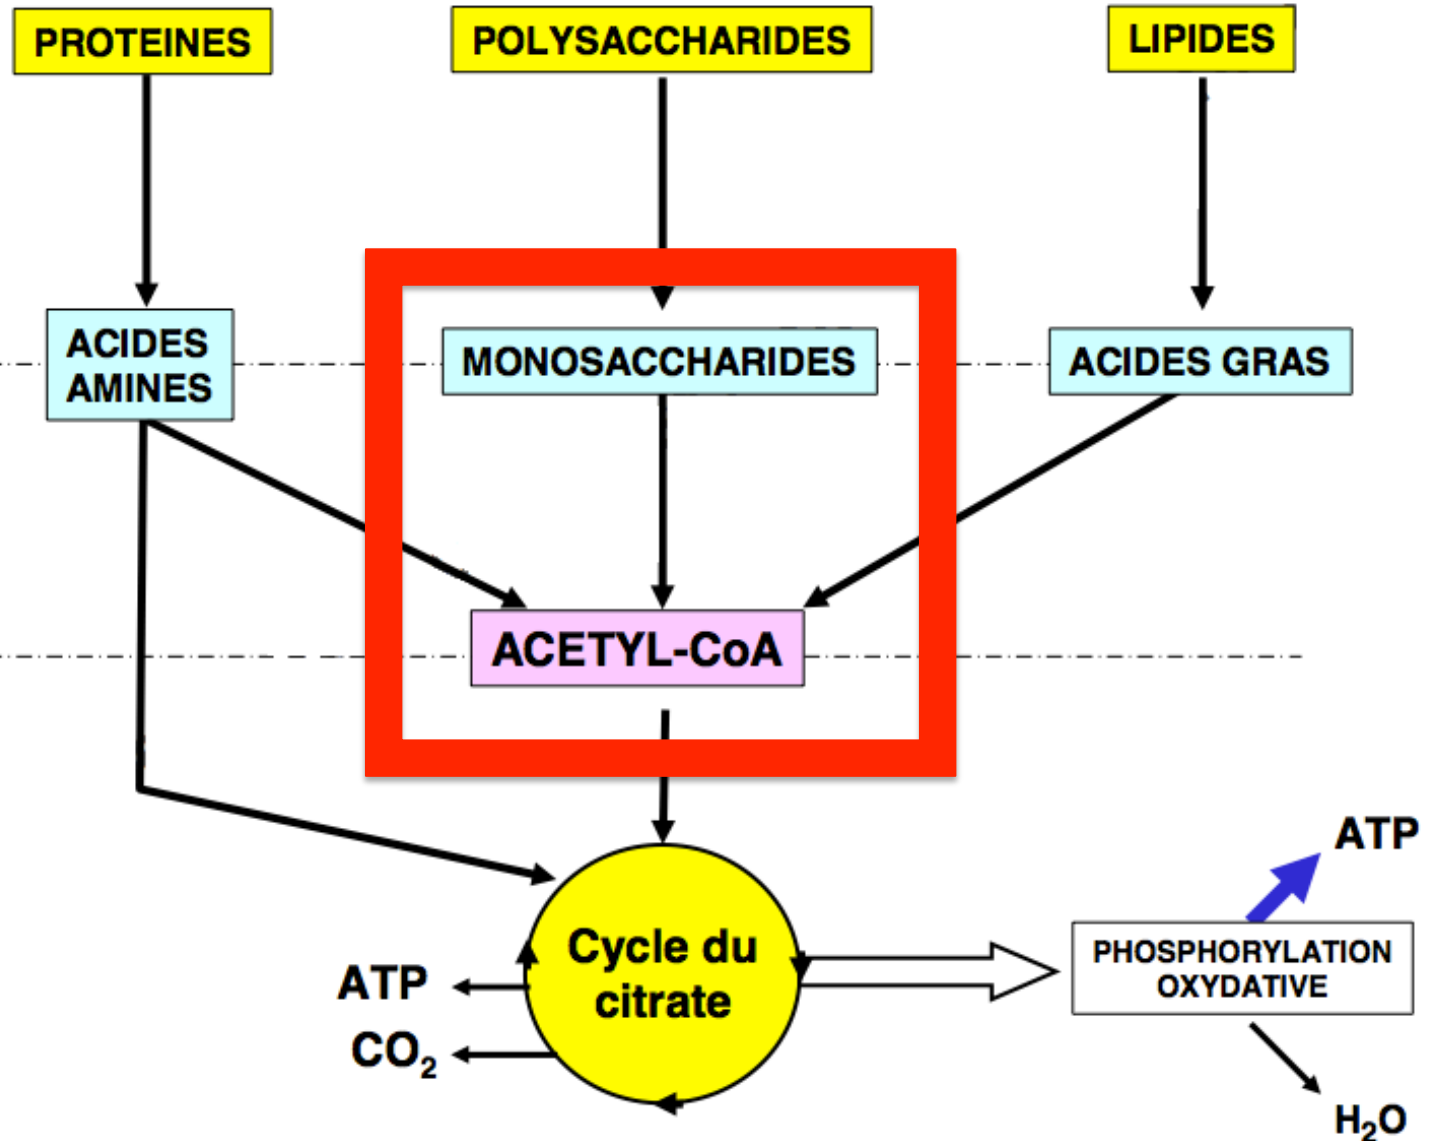 PROTEINES
POLYSACCHARIDES
LIPIDES
ACIDES
AMINES
MONOSACCHARIDES
ACIDES GRAS
ACETYL-CoA
Cycle du
citrate
ATP
CO₂
PHOSPHORYLATION
OXYDATIVE
ATP
H₂O